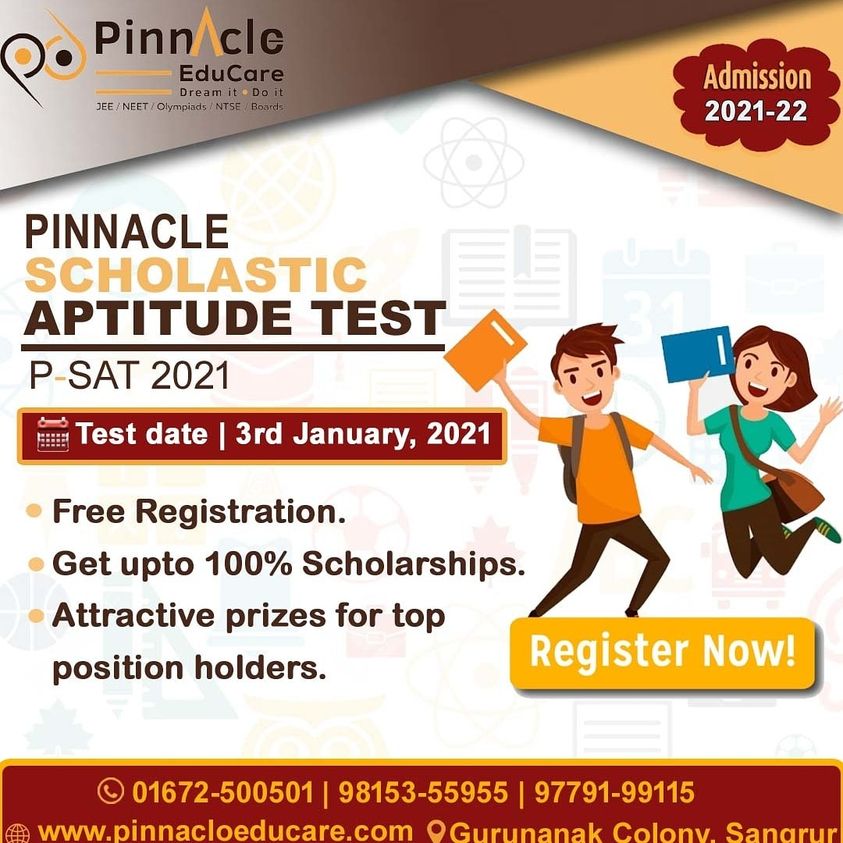 PinnAcle
EduCare
Dream it • Do it
JEE / NEET / Olympiads / NTSE / Boards
Admission
2021-22
PINNACLE
SCHOLASTIC
APTITUDE TEST
P-SAT 2021
Test date | 3rd January, 2021
• Free Registration.
• Get upto 100% Scholarships.
• Attractive prizes for top
position holders.
Register Now!
01672-500501 | 98153-55955 | 97791-99115
www.pinnacloeducare.com Gurunanak Colony, Sangrur
31